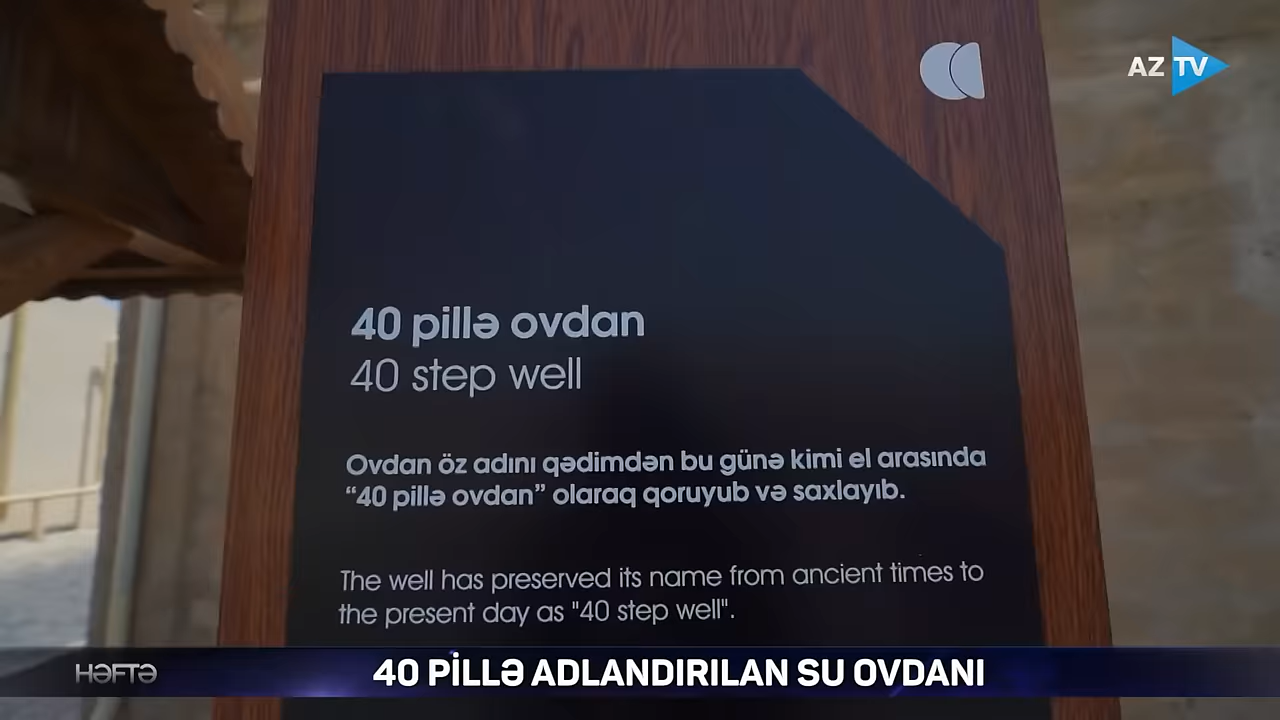 AZ TV
40 pillə ovdan
40 step well
Ovdan öz adını qədimdən bu günə kimi el arasında
“40 pillə ovdan” olaraq qoruyub və saxlayıb.
The well has preserved its name from ancient times to
the present day as "40 step well".
HəFTə
40 PİLLƏ ADLANDIRILAN SU OVDANI